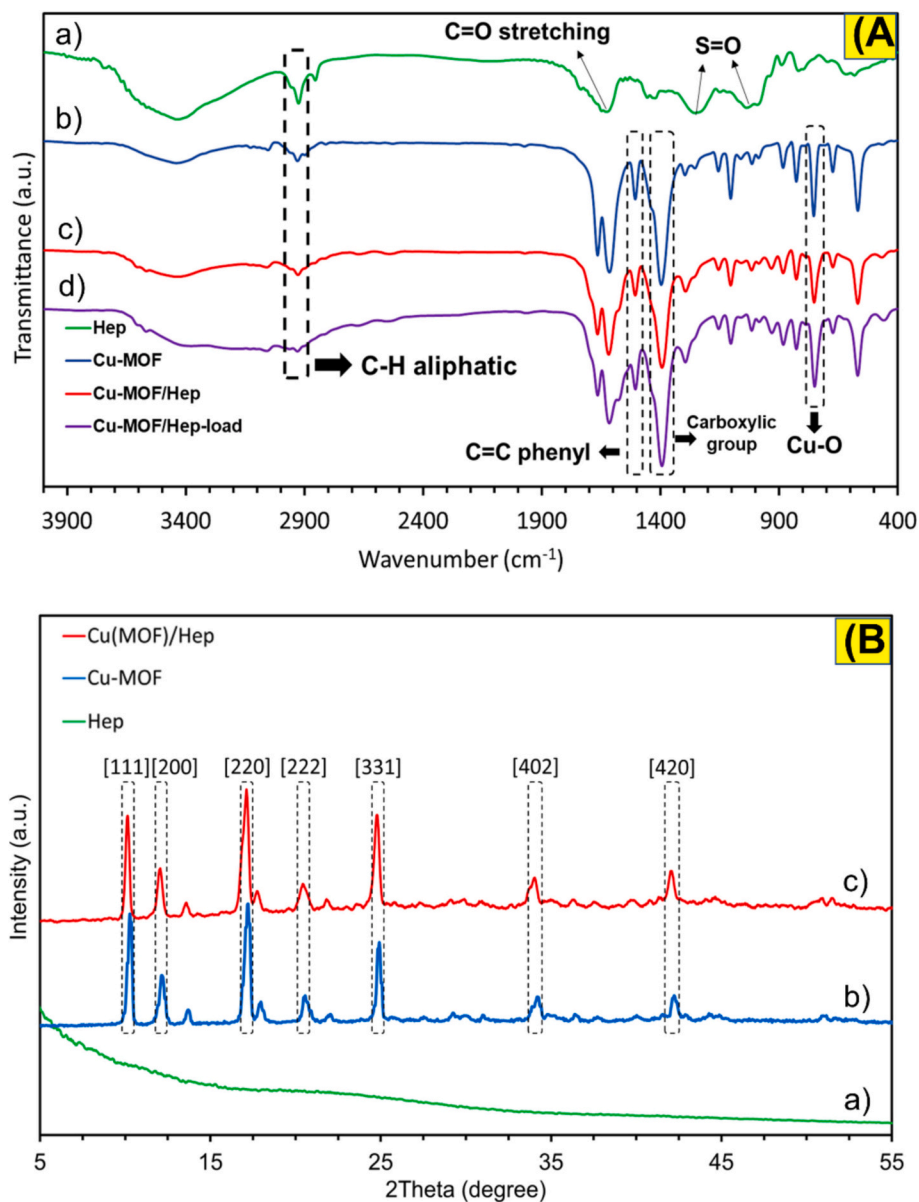 (A)
a)
C=O stretching
S=O
b)
c)
d)
Hep
Cu-MOF
Cu-MOF/Hep
Cu-MOF/Hep-load
C-H aliphatic
C=C phenyl
Carboxylic
group
Cu-O
Transmittance (a.u.)
3900 3400 2900 2400 1900 1400 900 400
Wavenumber (cm⁻¹)
(B)
Cu(MOF)/Hep
Cu-MOF
Hep
[111] [200] [220] [222] [331] [402] [420]
c)
b)
a)
Intensity (a.u.)
5 15 25 35 45 55
2Theta (degree)